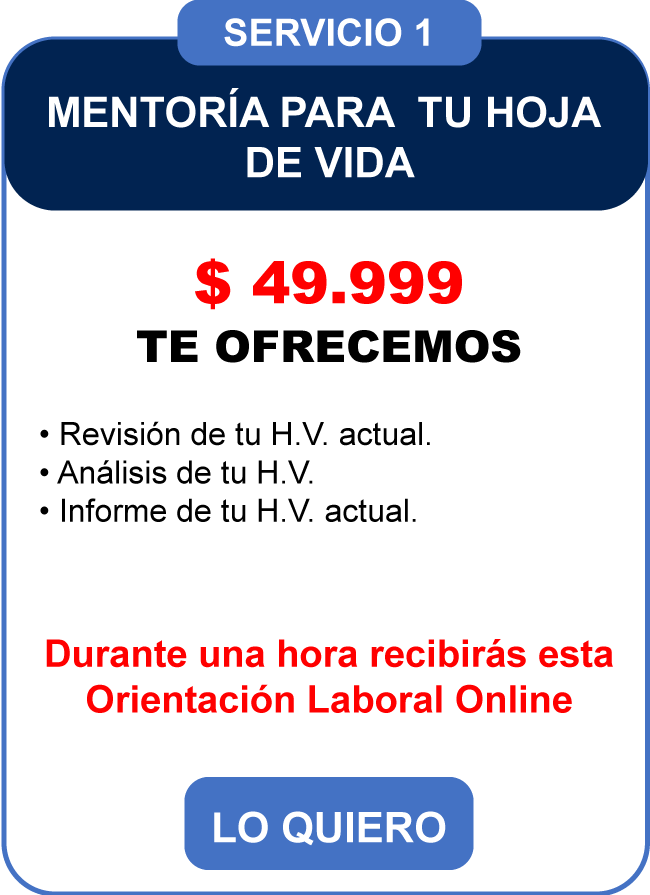 SERVICIO 1
MENTORÍA PARA TU HOJA
DE VIDA
$ 49.999
TE OFRECEMOS
• Revisión de tu H.V. actual.
• Análisis de tu H.V.
• Informe de tu H.V. actual.
Durante una hora recibirás esta
Orientación Laboral Online
LO QUIERO